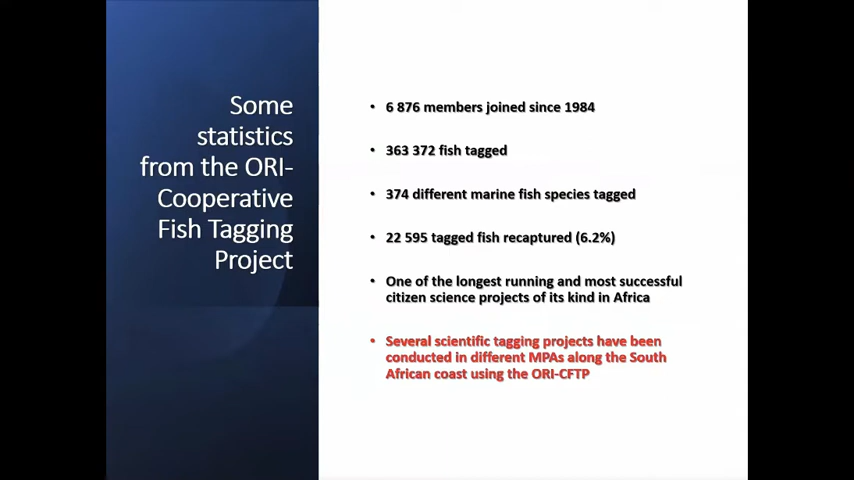 Some
statistics
from the ORI-
Cooperative
Fish Tagging
Project
• 6 876 members joined since 1984
• 363 372 fish tagged
• 374 different marine fish species tagged
• 22 595 tagged fish recaptured (6.2%)
• One of the longest running and most successful
citizen science projects of its kind in Africa
• Several scientific tagging projects have been
conducted in different MPAs along the South
African coast using the ORI-CFTP